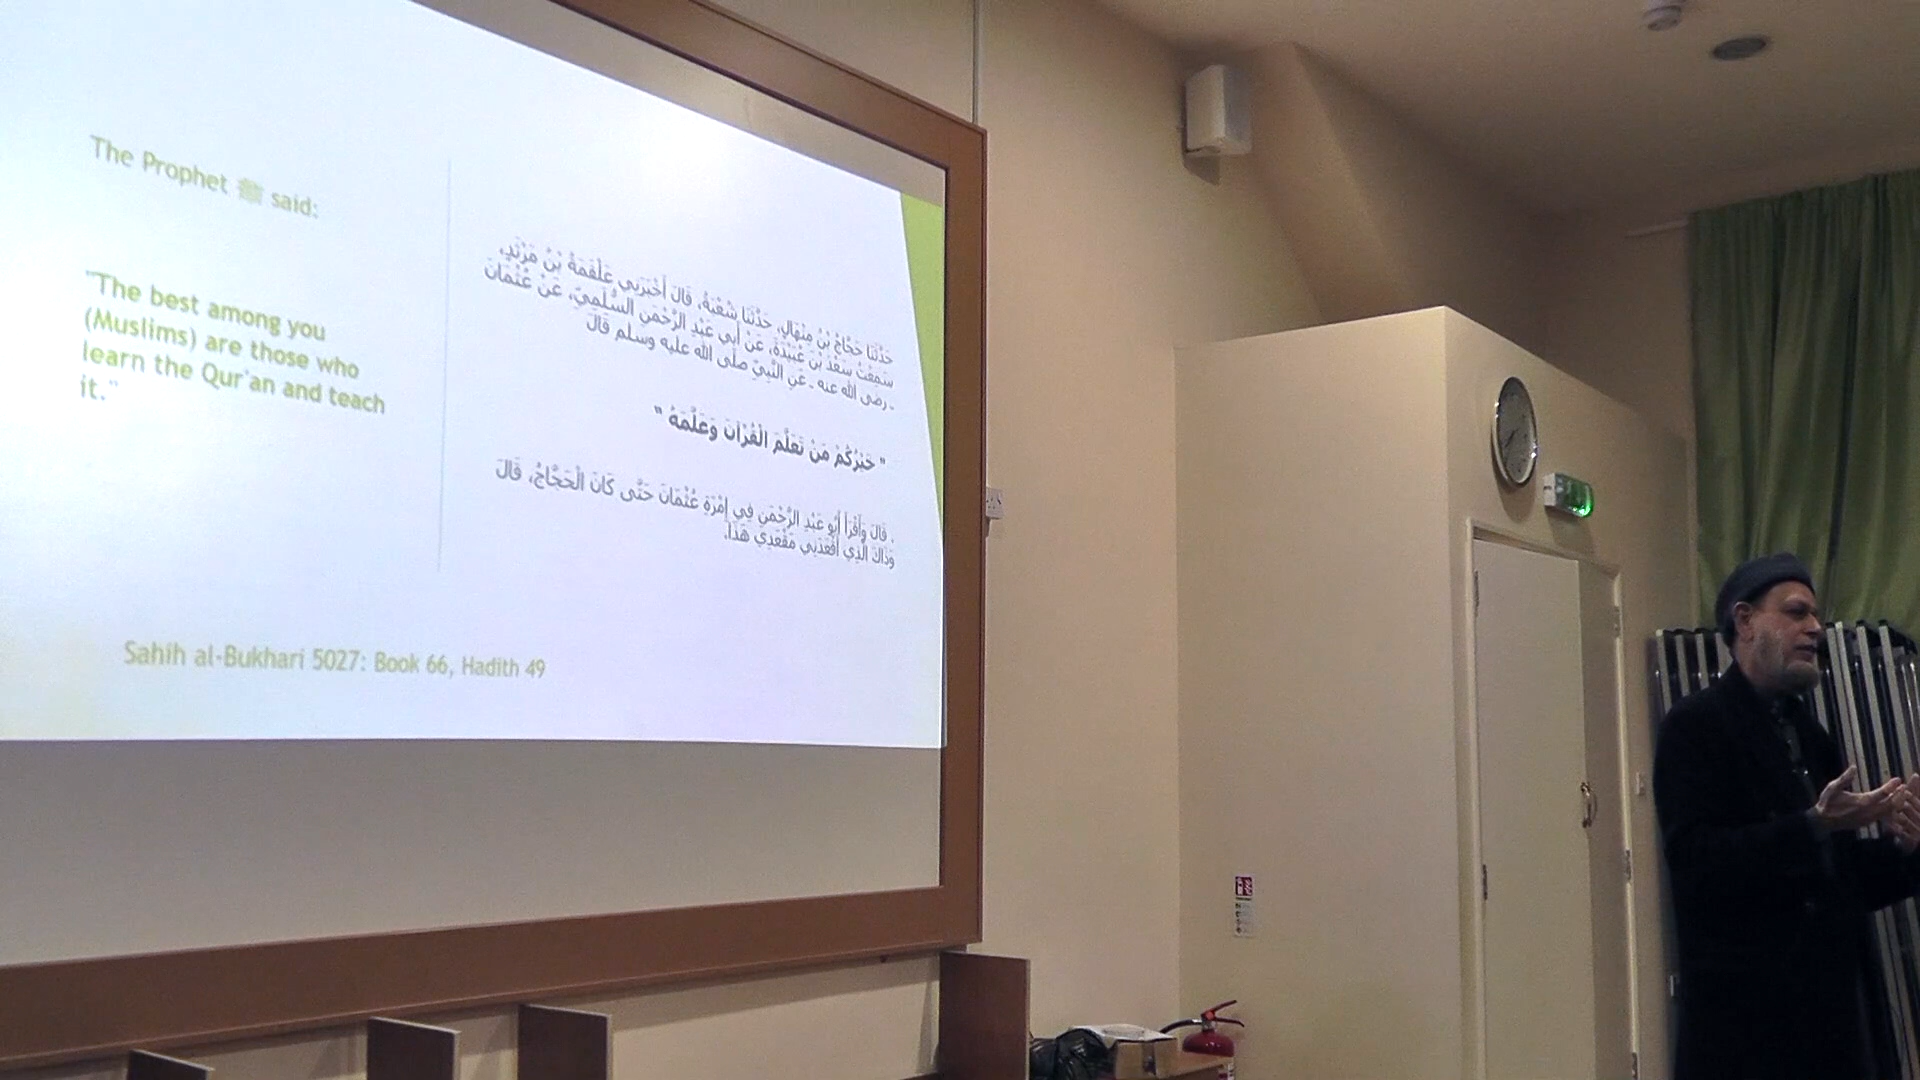 The Prophet ﷺ said:
"The best among you
(Muslims) are those who
learn the Qur'an and teach
it."
حَدَّثَنَا حَجَّاجُ بْنُ مِنْهَالٍ، حَدَّثَنَا شُعْبَةُ، قَالَ أَخْبَرَنِي عَلْقَمَةُ بْنُ مَرْثَدٍ،
سَمِعْتُ سَعْدَ بْنَ عُبَيْدَةَ، عَنْ أَبِي عَبْدِ الرَّحْمَنِ السُّلَمِيِّ، عَنْ عُثْمَانَ
ـ رضى الله عنه ـ عَنِ النَّبِيِّ صلى الله عليه وسلم قَالَ
" خَيْرُكُمْ مَنْ تَعَلَّمَ الْقُرْآنَ وَعَلَّمَهُ "
. قَالَ وَأَقْرَأَ أَبُو عَبْدِ الرَّحْمَنِ فِي إِمْرَةِ عُثْمَانَ حَتَّى كَانَ الْحَجَّاجُ، قَالَ
وَذَاكَ الَّذِي أَقْعَدَنِي مَقْعَدِي هَذَا.
Sahih al-Bukhari 5027: Book 66, Hadith 49